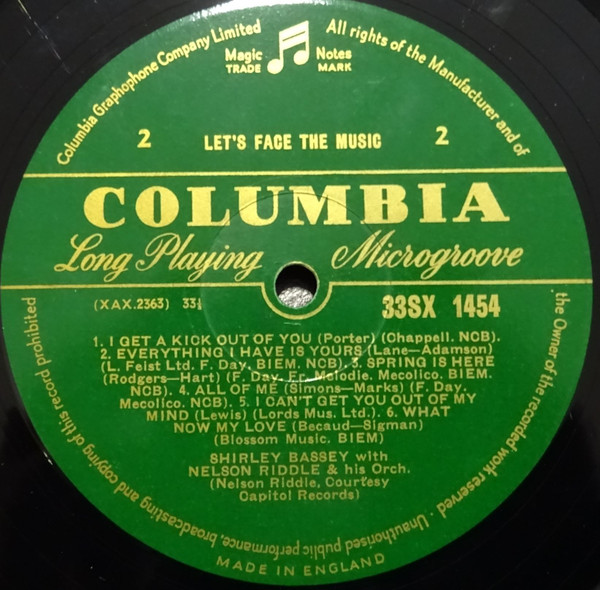 Columbia Graphophone Company Limited
All rights of the Manufacturer and of
the Owner of the recorded work reserved · Unauthorised public performance, broadcasting and copying of this record prohibited
Magic Notes
TRADE MARK
2 LET'S FACE THE MUSIC 2
COLUMBIA
Long Playing Microgroove
(XAX.2363) 33⅓ 33SX 1454
1. I GET A KICK OUT OF YOU (Porter) (Chappell. NCB).
2. EVERYTHING I HAVE IS YOURS (Lane—Adamson)
(L. Feist Ltd. F. Day. BIEM. NCB). 3. SPRING IS HERE
(Rodgers—Hart) (F. Day. Fr. Melodie. Mecolico. BIEM.
NCB). 4. ALL OF ME (Simons—Marks) (F. Day.
Mecolico. NCB). 5. I CAN'T GET YOU OUT OF MY
MIND (Lewis) (Lords Mus. Ltd.). 6. WHAT
NOW MY LOVE (Becaud—Sigman)
(Blossom Music. BIEM)
SHIRLEY BASSEY with
NELSON RIDDLE & his Orch.
(Nelson Riddle, Courtesy
Capitol Records)
MADE IN ENGLAND